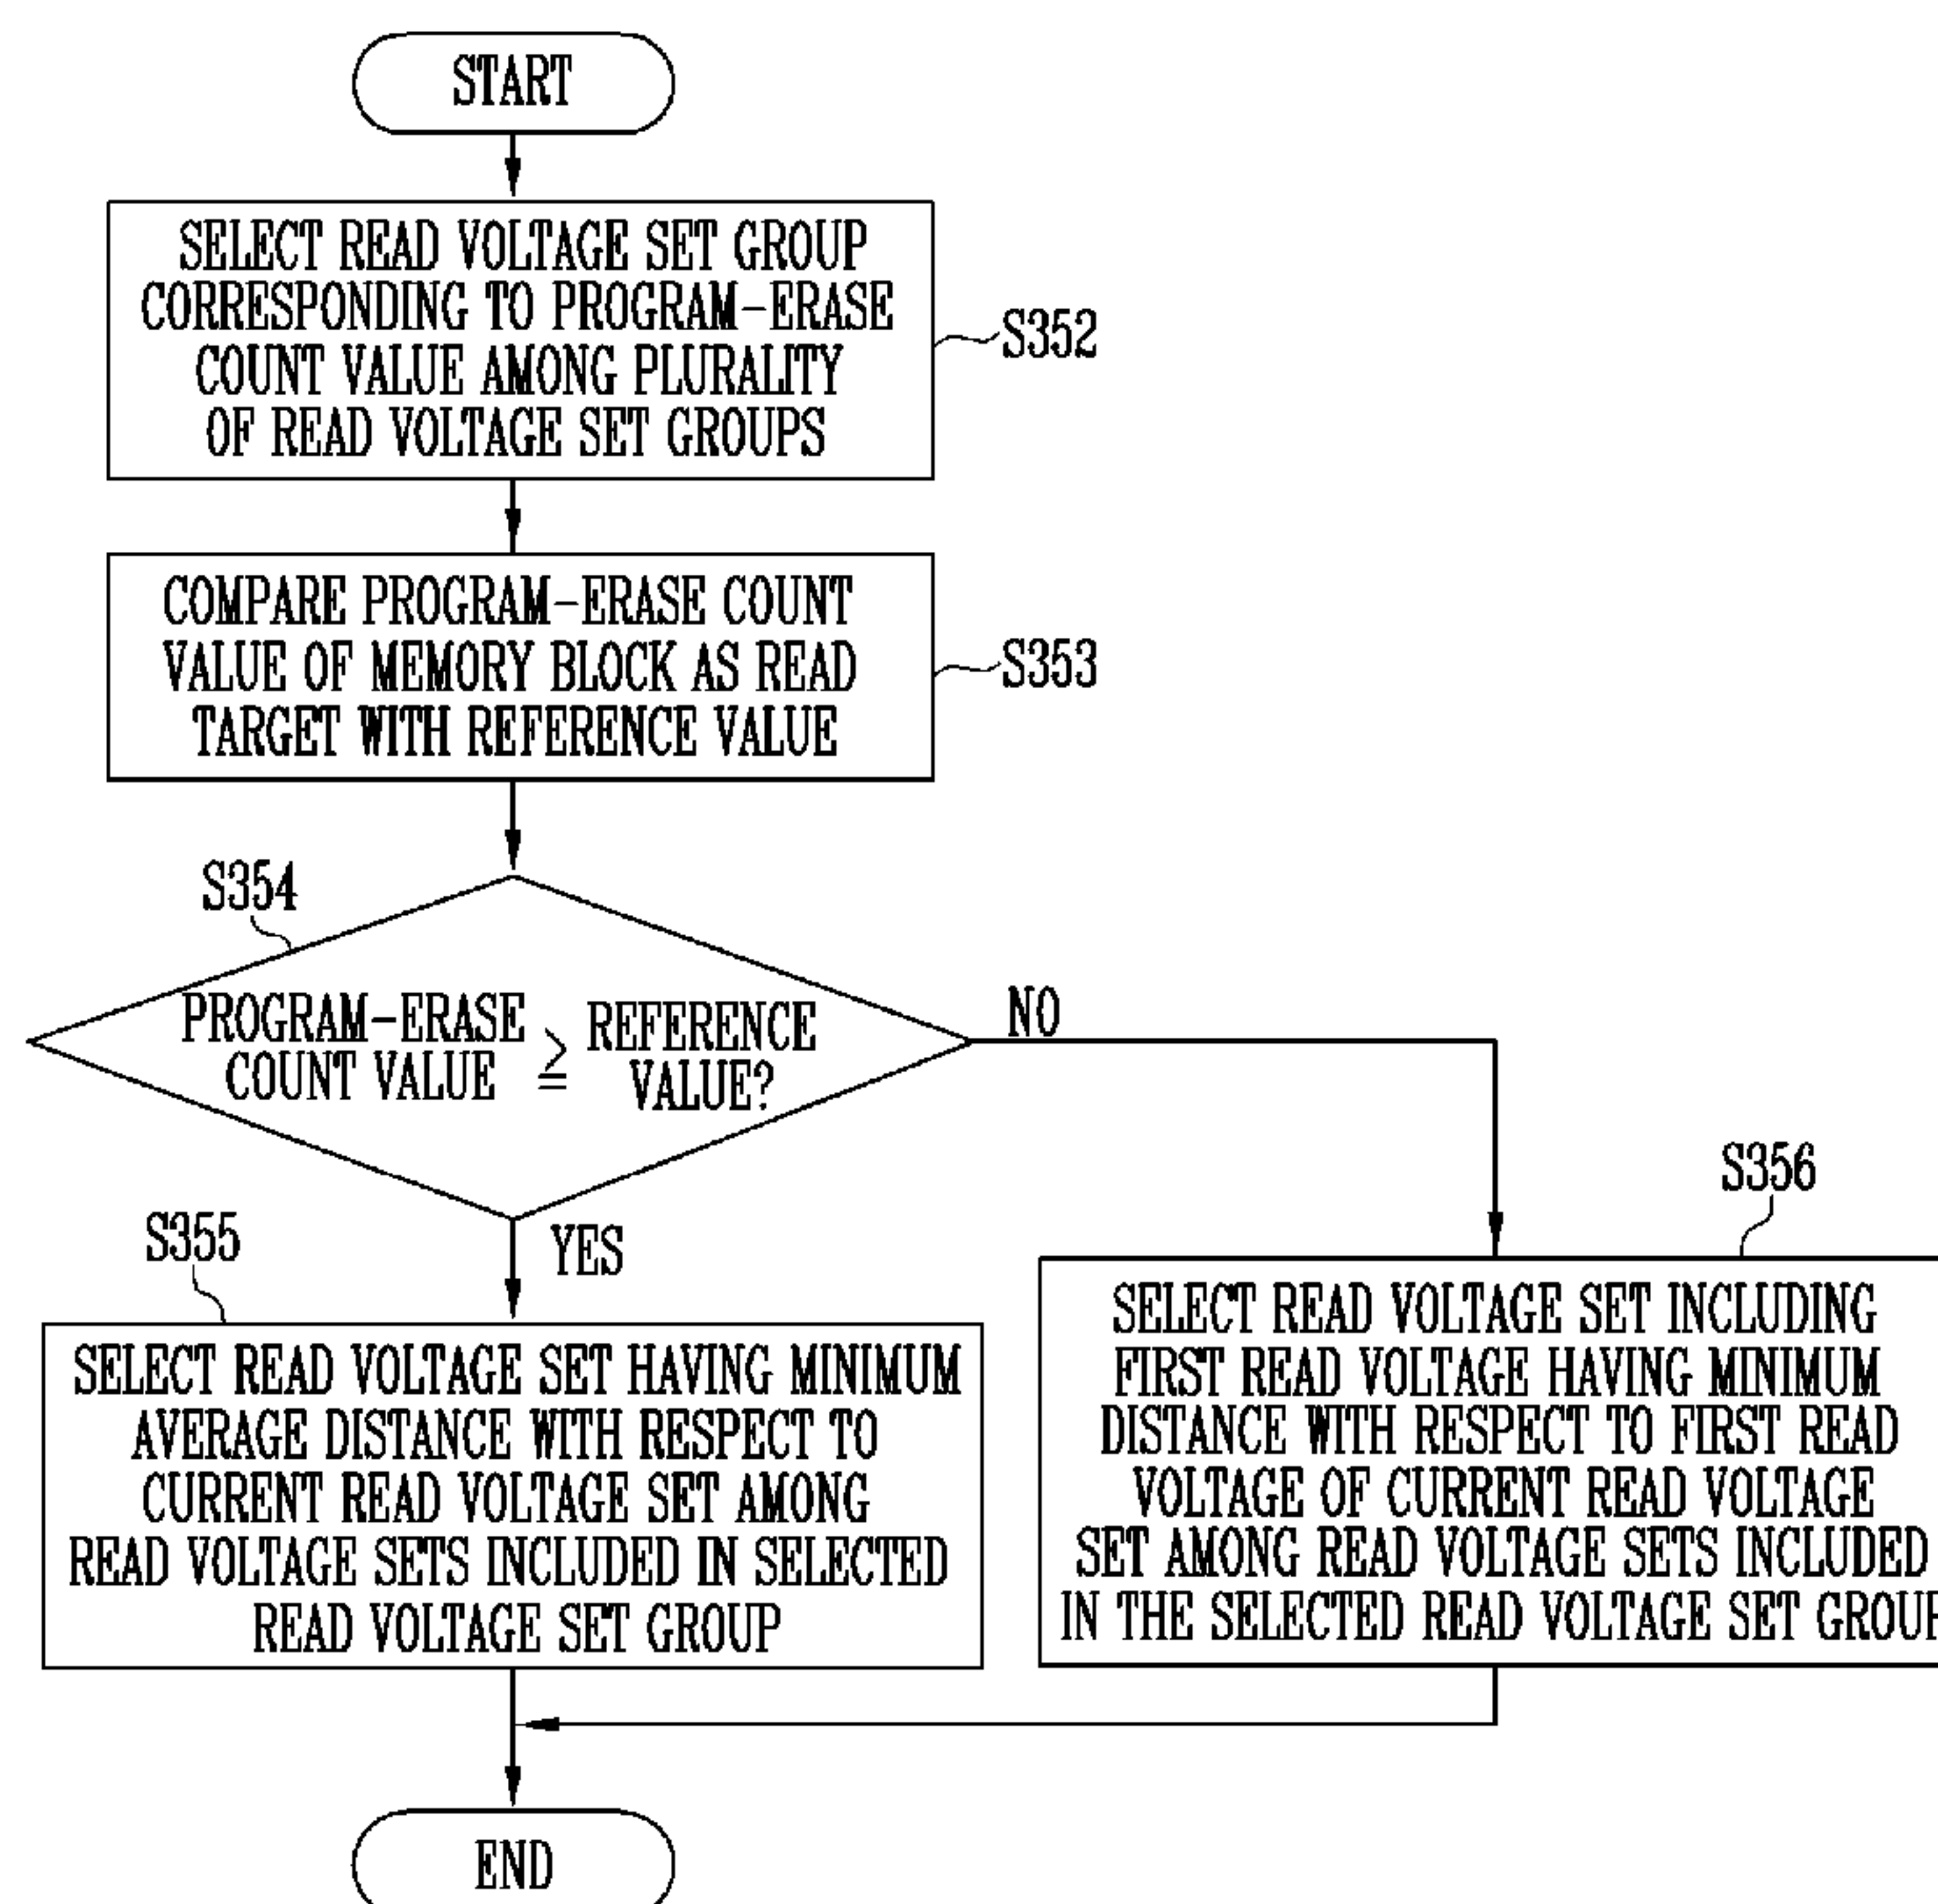 START
SELECT READ VOLTAGE SET GROUP
CORRESPONDING TO PROGRAM-ERASE
COUNT VALUE AMONG PLURALITY
OF READ VOLTAGE SET GROUPS
S352
COMPARE PROGRAM-ERASE COUNT
VALUE OF MEMORY BLOCK AS READ
TARGET WITH REFERENCE VALUE
S353
S354
PROGRAM-ERASE
COUNT VALUE
≧
REFERENCE
VALUE?
NO
YES
S355
SELECT READ VOLTAGE SET HAVING MINIMUM
AVERAGE DISTANCE WITH RESPECT TO
CURRENT READ VOLTAGE SET AMONG
READ VOLTAGE SETS INCLUDED IN SELECTED
READ VOLTAGE SET GROUP
S356
SELECT READ VOLTAGE SET INCLUDING
FIRST READ VOLTAGE HAVING MINIMUM
DISTANCE WITH RESPECT TO FIRST READ
VOLTAGE OF CURRENT READ VOLTAGE
SET AMONG READ VOLTAGE SETS INCLUDED
IN THE SELECTED READ VOLTAGE SET GROUP
END